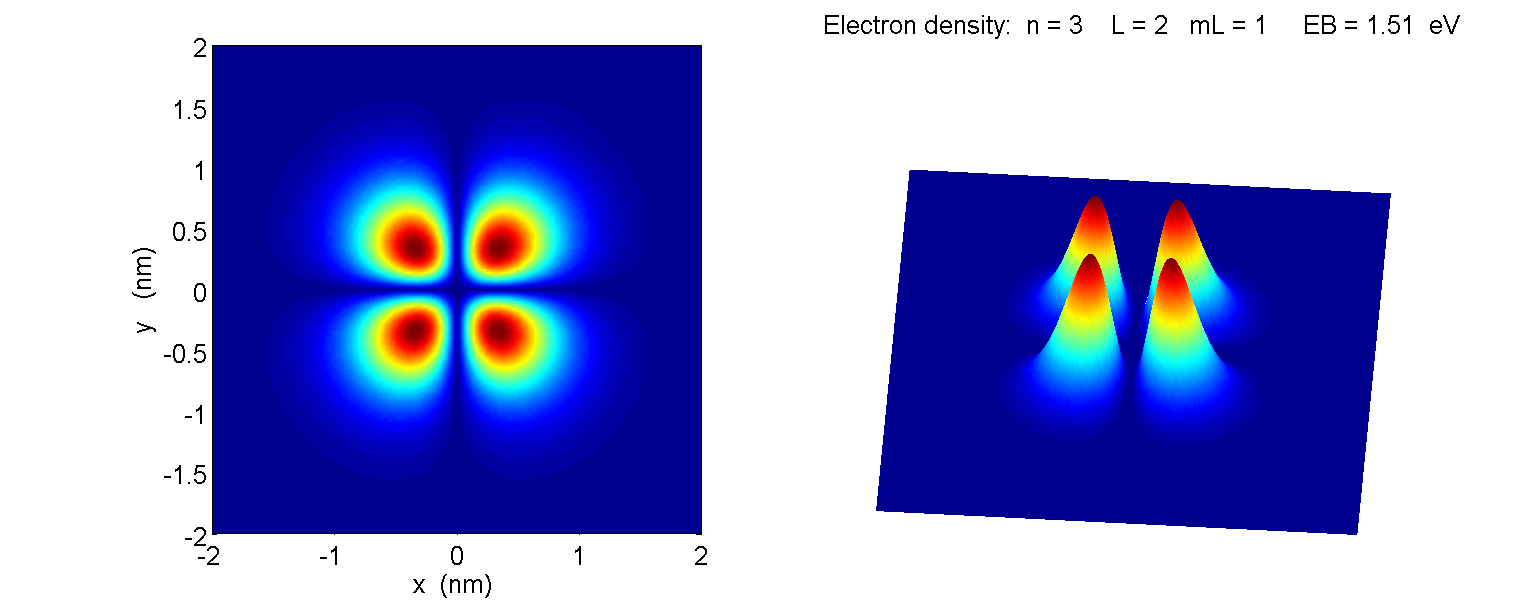 Electron density:  n = 3    L = 2   mL = 1     EB = 1.51  eV
2
1.5
1
0.5
0
-0.5
-1
-1.5
-2
y  (nm)
-2 -1 0 1 2
x  (nm)